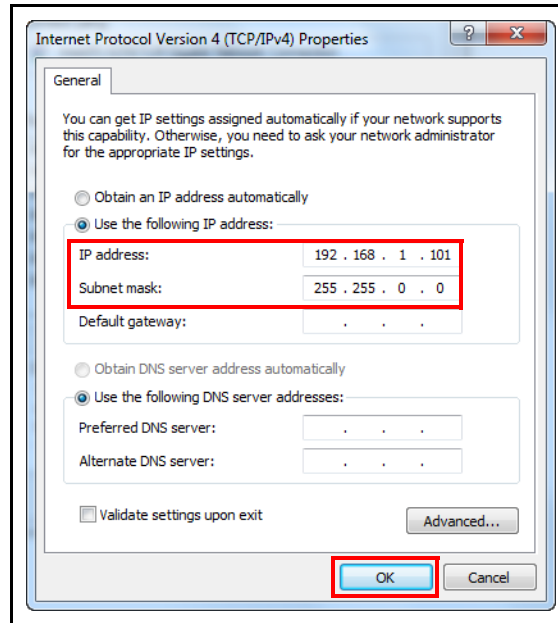 Internet Protocol Version 4 (TCP/IPv4) Properties
General
You can get IP settings assigned automatically if your network supports
this capability. Otherwise, you need to ask your network administrator
for the appropriate IP settings.
Obtain an IP address automatically
Use the following IP address:
IP address: 192 . 168 . 1 . 101
Subnet mask: 255 . 255 . 0 . 0
Default gateway: . . .
Obtain DNS server address automatically
Use the following DNS server addresses:
Preferred DNS server: . . .
Alternate DNS server: . . .
Validate settings upon exit
Advanced...
OK Cancel